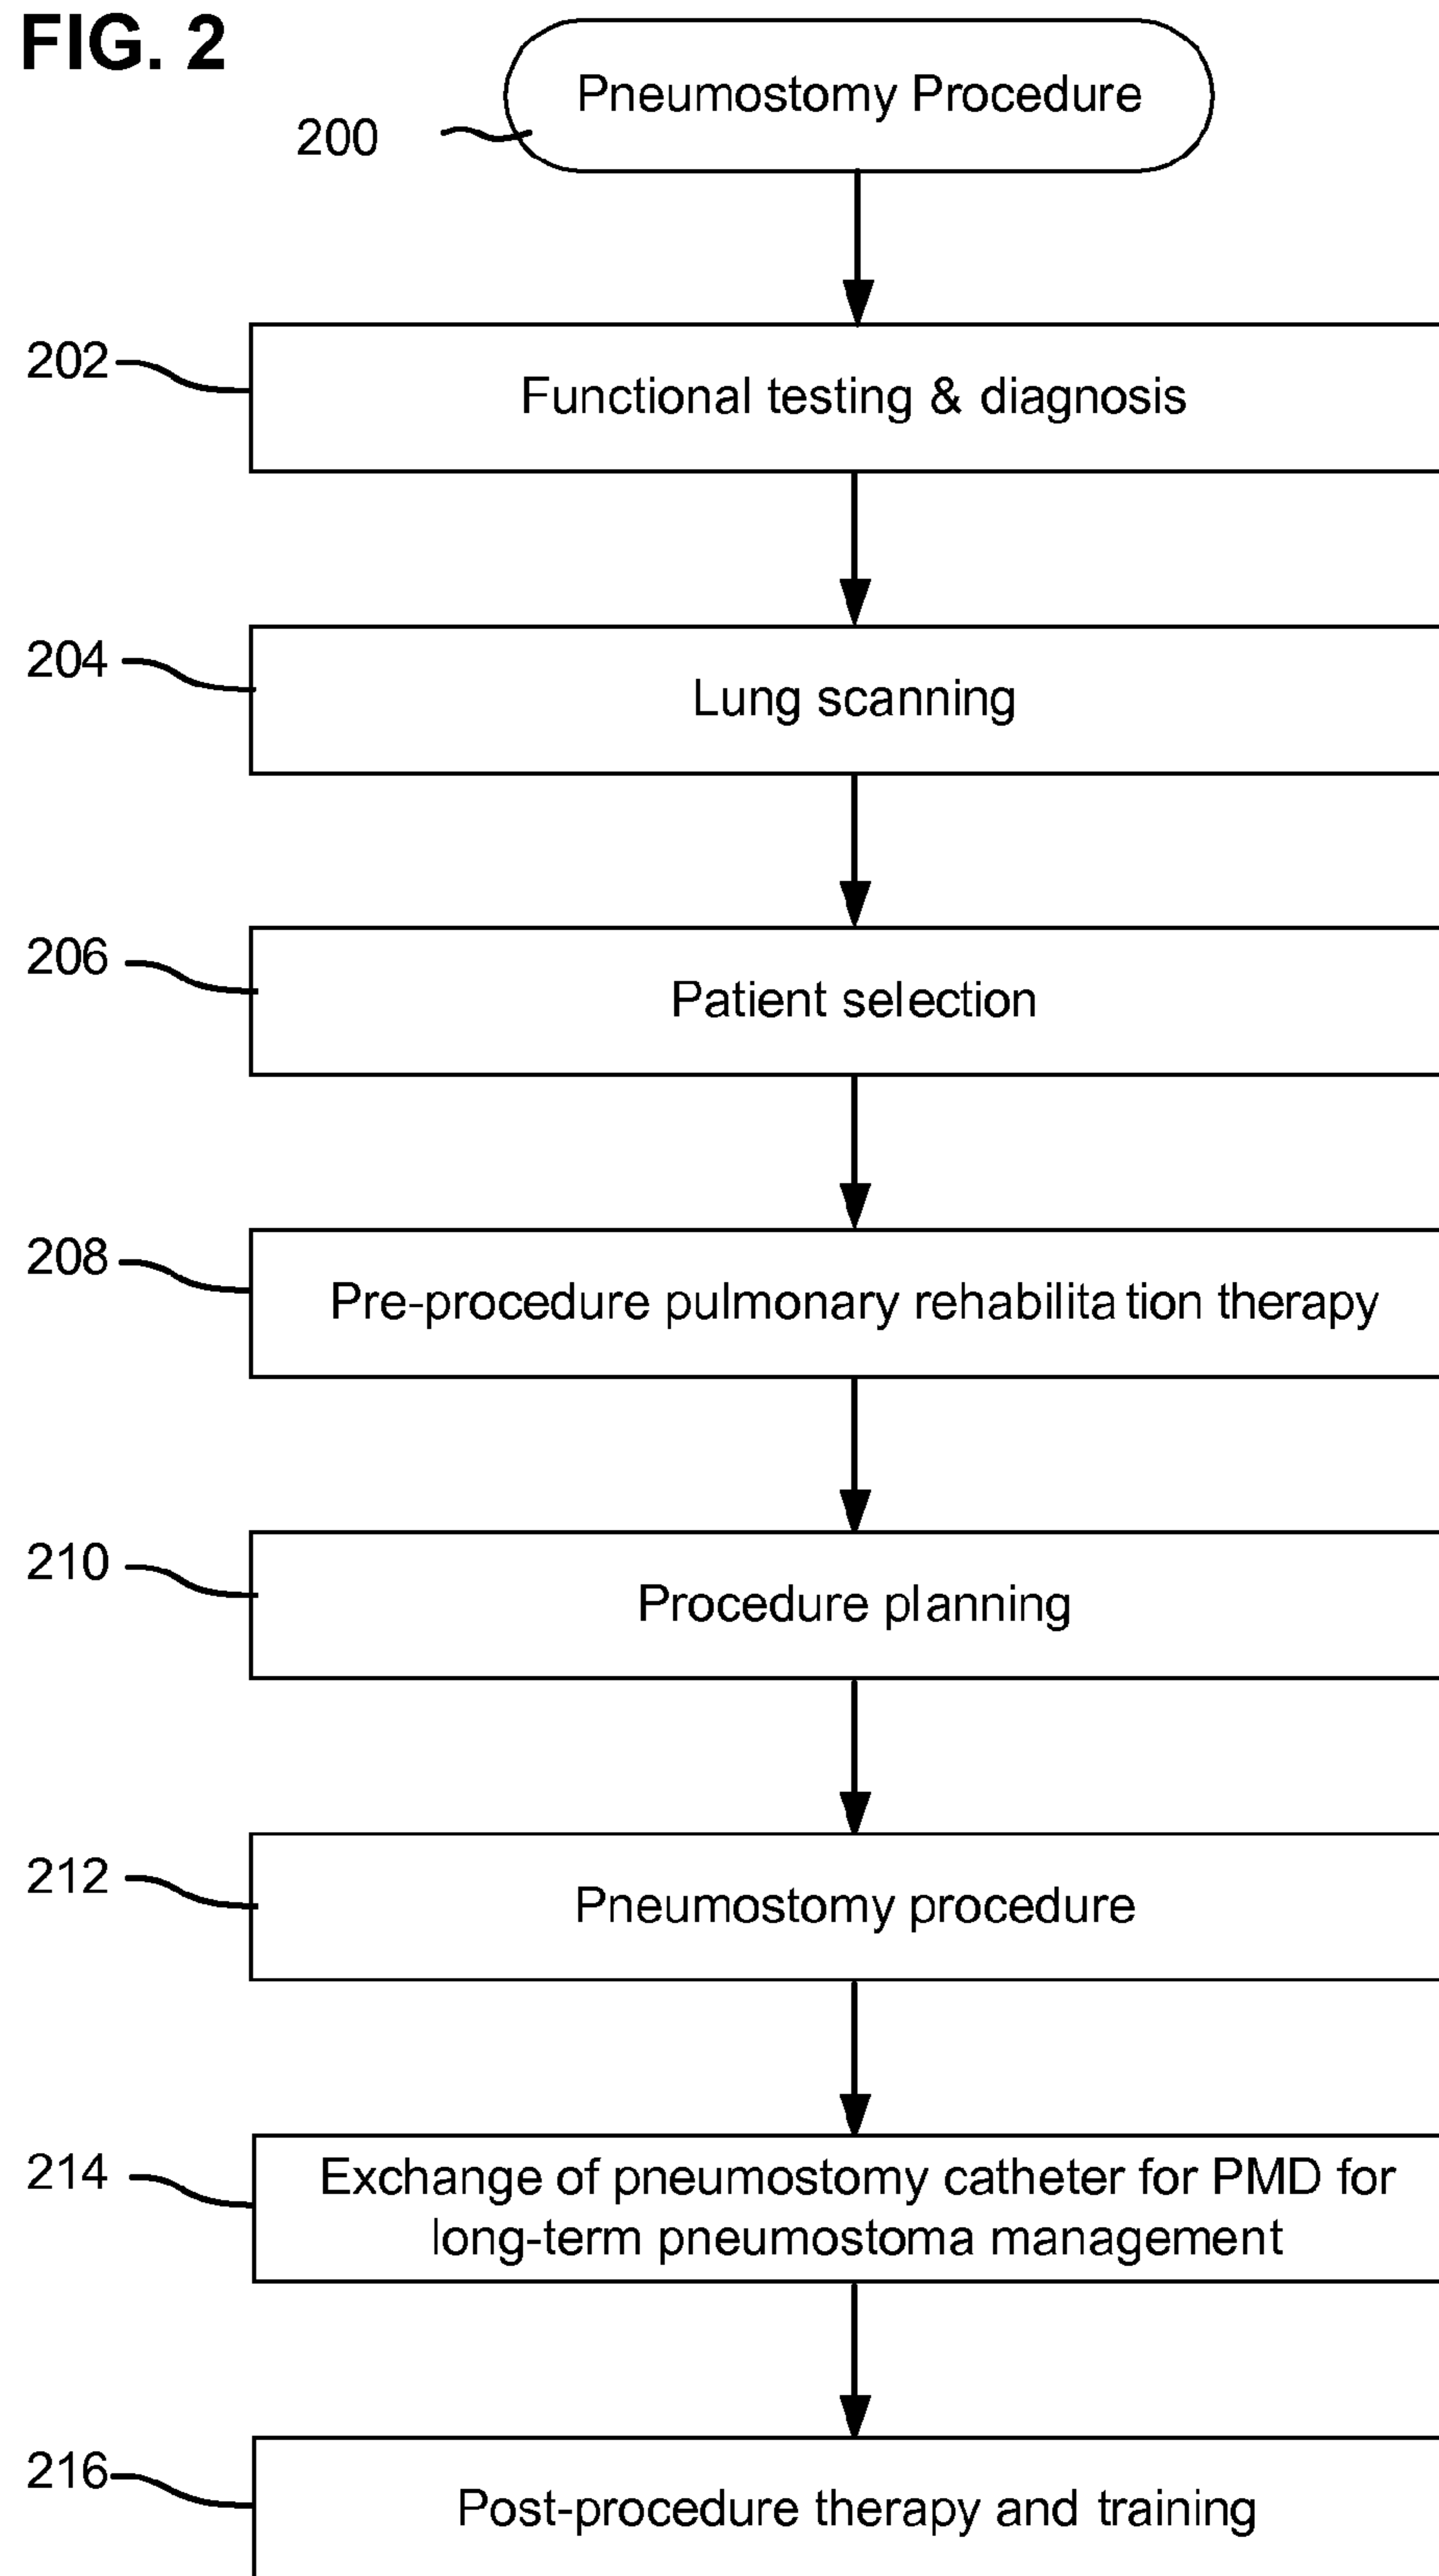 FIG. 2
Pneumostomy Procedure
200
202
Functional testing & diagnosis
204
Lung scanning
206
Patient selection
208
Pre-procedure pulmonary rehabilitation therapy
210
Procedure planning
212
Pneumostomy procedure
214
Exchange of pneumostomy catheter for PMD for
long-term pneumostoma management
216
Post-procedure therapy and training